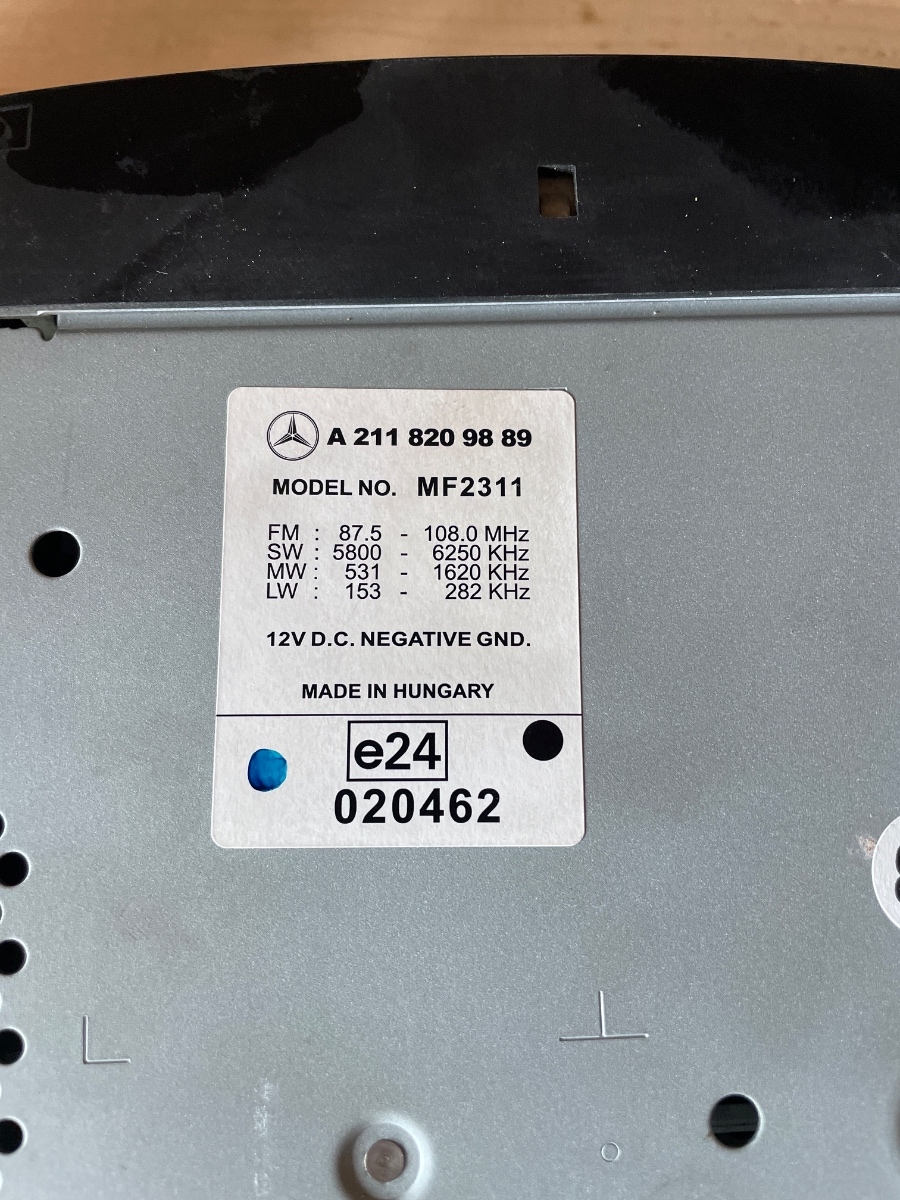 A 211 820 98 89
MODEL NO. MF2311
FM : 87.5 - 108.0 MHz
SW : 5800 - 6250 KHz
MW : 531 - 1620 KHz
LW : 153 - 282 KHz
12V D.C. NEGATIVE GND.
MADE IN HUNGARY
e24
020462